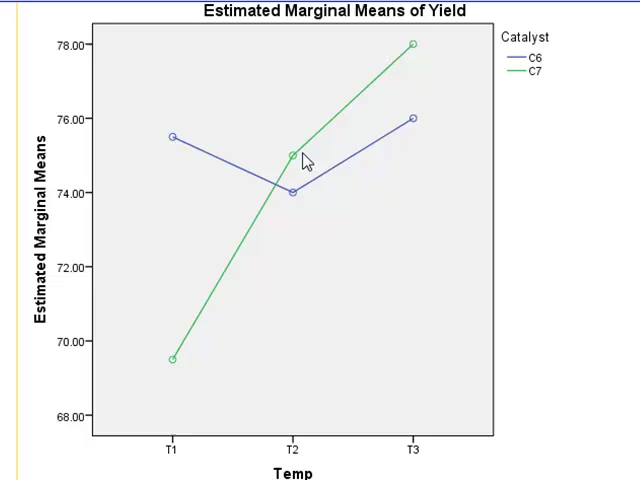 Estimated Marginal Means of Yield
Catalyst
C6
C7
Estimated Marginal Means
78.00
76.00
74.00
72.00
70.00
68.00
T1
T2
T3
Temp